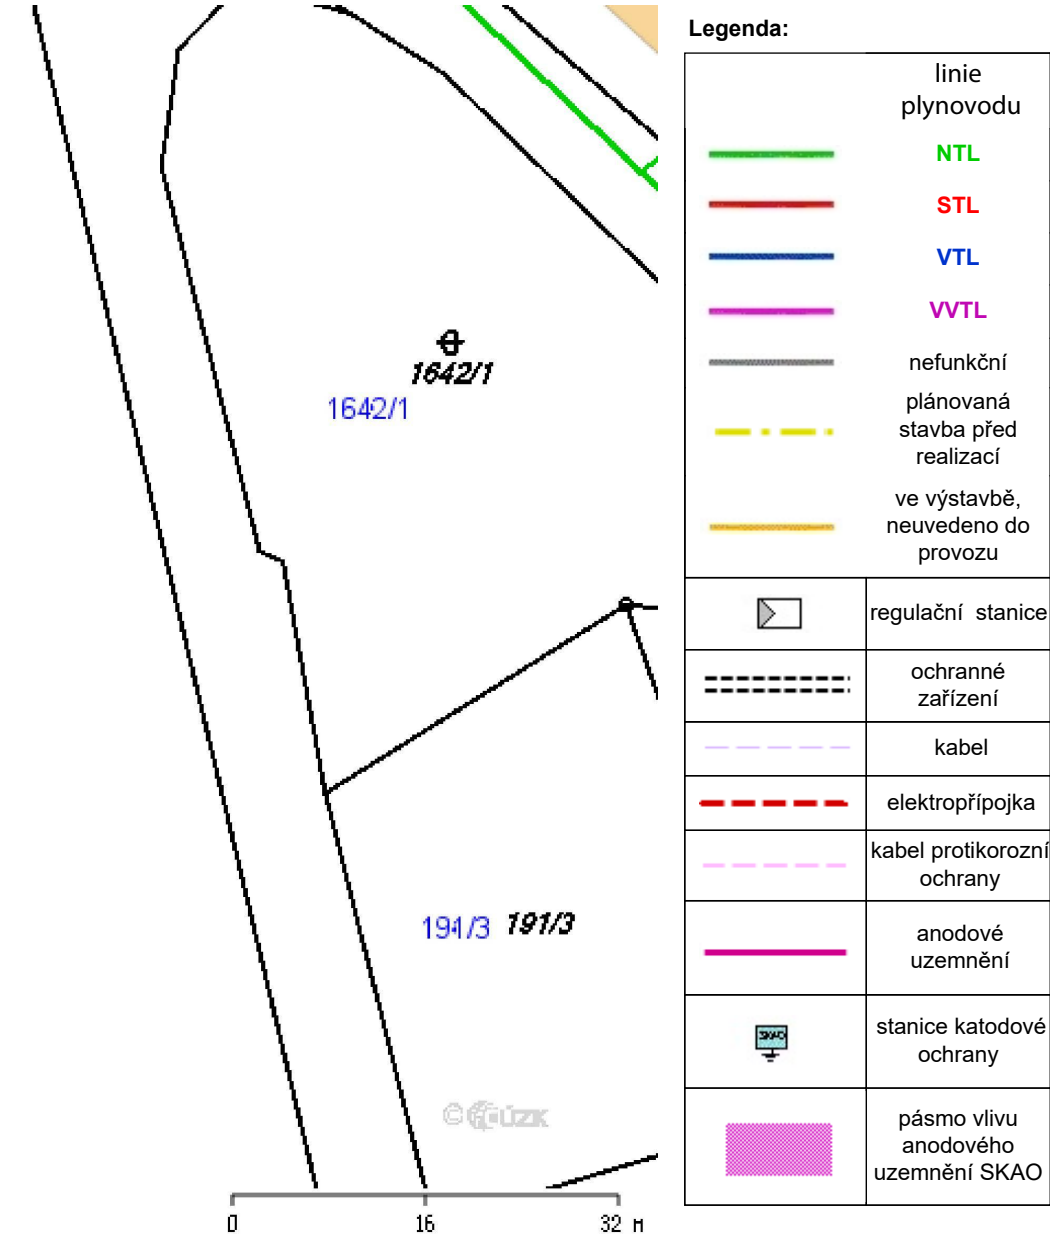 1642/1
1642/1
191/3 191/3
© ČÚZK
0 16 32 м
Legenda:
linie
plynovodu
NTL
STL
VTL
VVTL
nefunkční
plánovaná
stavba před
realizací
ve výstavbě,
neuvedeno do
provozu
regulační stanice
ochranné
zařízení
kabel
elektropřípojka
kabel protikorozní
ochrany
anodové
uzemnění
SKAO
stanice katodové
ochrany
pásmo vlivu
anodového
uzemnění SKAO